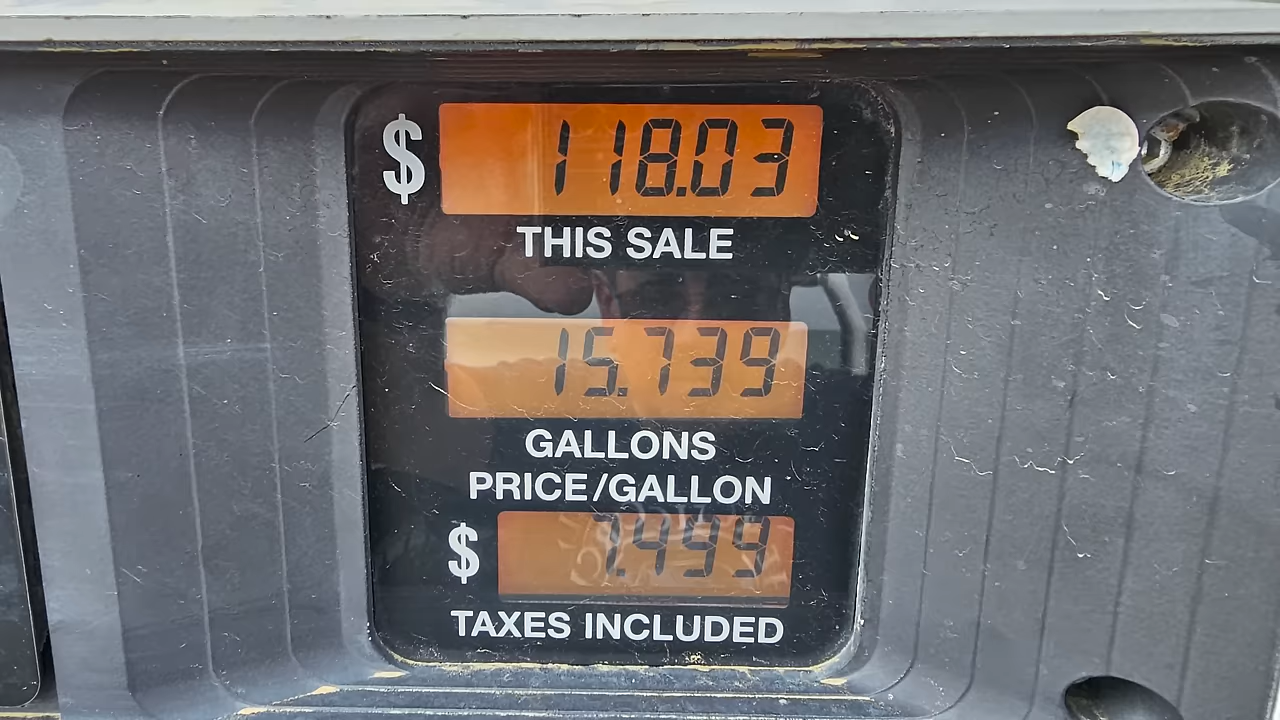 $ 118.03
THIS SALE
15.739
GALLONS
PRICE/GALLON
$ 7.499
TAXES INCLUDED